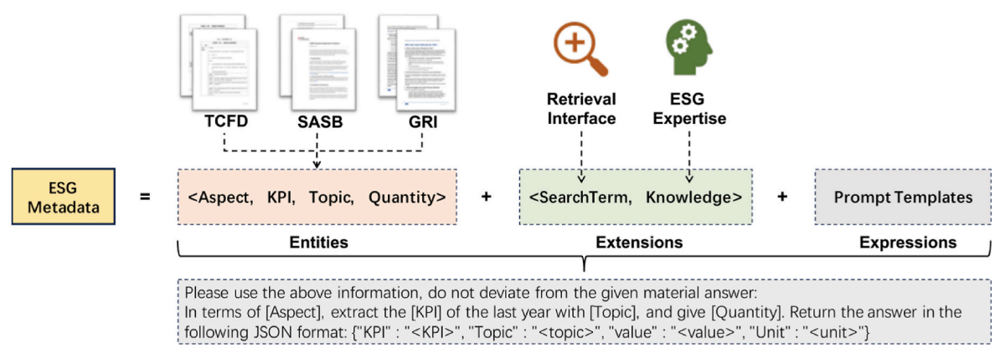 TCFD SASB GRI
Retrieval Interface
ESG Expertise
ESG Metadata
=
<Aspect, KPI, Topic, Quantity>
+
<SearchTerm, Knowledge>
+
Prompt Templates
Entities
Extensions
Expressions
Please use the above information, do not deviate from the given material answer:
In terms of [Aspect], extract the [KPI] of the last year with [Topic], and give [Quantity]. Return the answer in the
following JSON format: {"KPI" : "<KPI>", "Topic" : "<topic>", "value" : "<value>", "Unit" : "<unit>"}